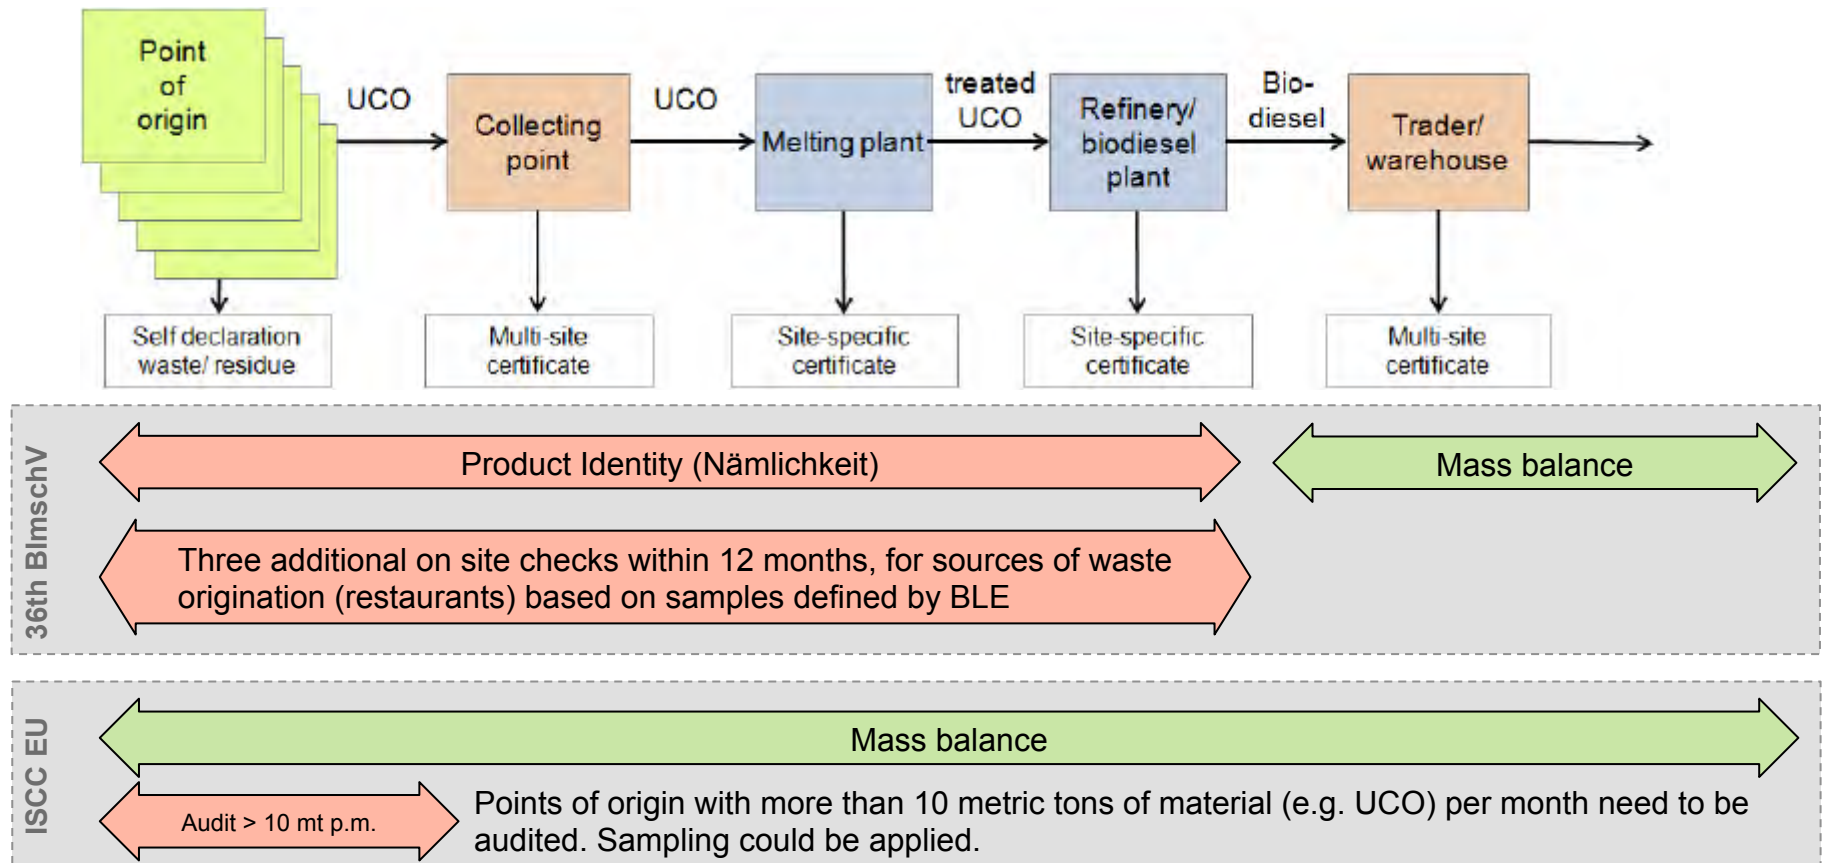 Point
of
origin
UCO
Collecting
point
UCO
Melting plant
treated
UCO
Refinery/
biodiesel
plant
Bio-
diesel
Trader/
warehouse
Self declaration
waste/ residue
Multi-site
certificate
Site-specific
certificate
Site-specific
certificate
Multi-site
certificate
36th BImschV
Product Identity (Nämlichkeit)
Mass balance
Three additional on site checks within 12 months, for sources of waste
origination (restaurants) based on samples defined by BLE
ISCC EU
Mass balance
Audit > 10 mt p.m.
Points of origin with more than 10 metric tons of material (e.g. UCO) per month need to be
audited. Sampling could be applied.